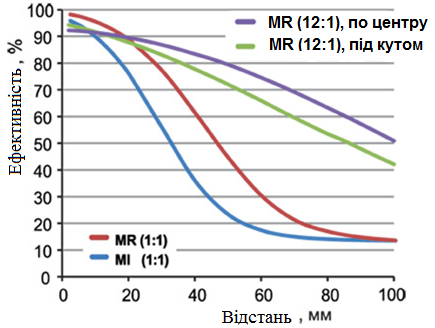 Ефективність , %
100
90
80
70
60
50
40
30
20
10
0
MR (12:1), по центру
MR (12:1), під кутом
MR (1:1)
MI (1:1)
0 20 40 60 80 100
Відстань , мм